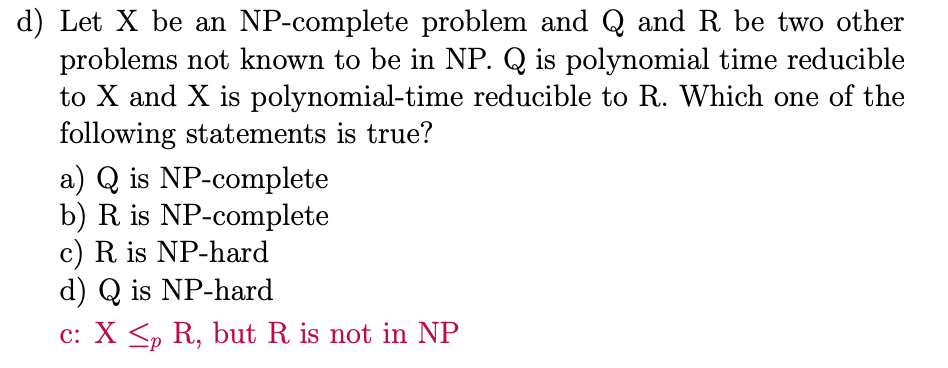 d) Let X be an NP-complete problem and Q and R be two other
problems not known to be in NP. Q is polynomial time reducible
to X and X is polynomial-time reducible to R. Which one of the
following statements is true?
a) Q is NP-complete
b) R is NP-complete
c) R is NP-hard
d) Q is NP-hard
c: X ≤p R, but R is not in NP